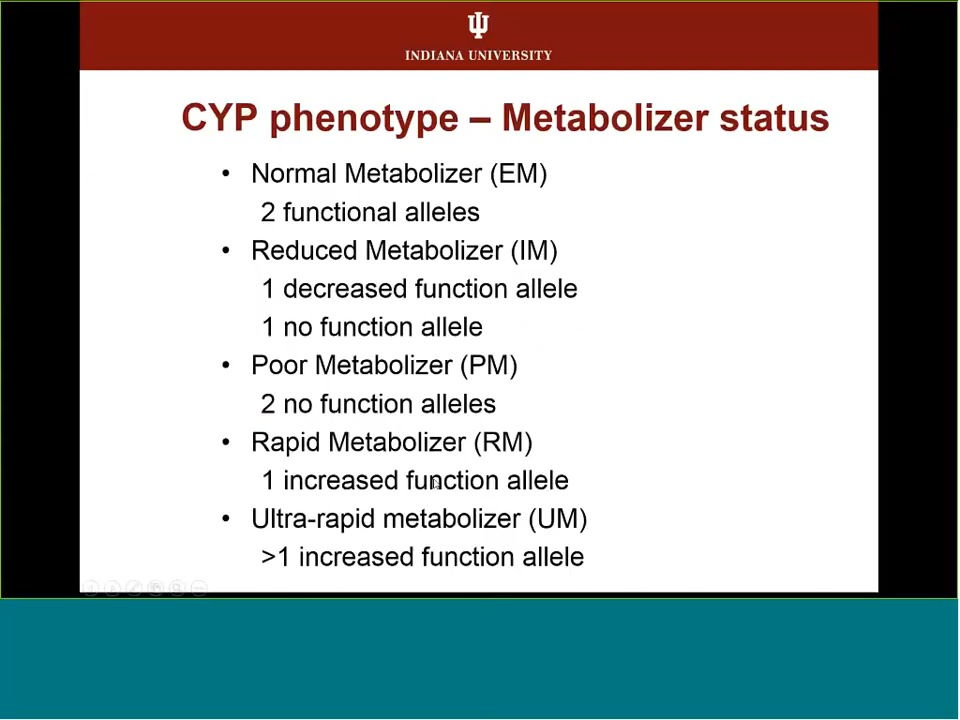 INDIANA UNIVERSITY
CYP phenotype – Metabolizer status
• Normal Metabolizer (EM)
2 functional alleles
• Reduced Metabolizer (IM)
1 decreased function allele
1 no function allele
• Poor Metabolizer (PM)
2 no function alleles
• Rapid Metabolizer (RM)
1 increased function allele
• Ultra-rapid metabolizer (UM)
>1 increased function allele